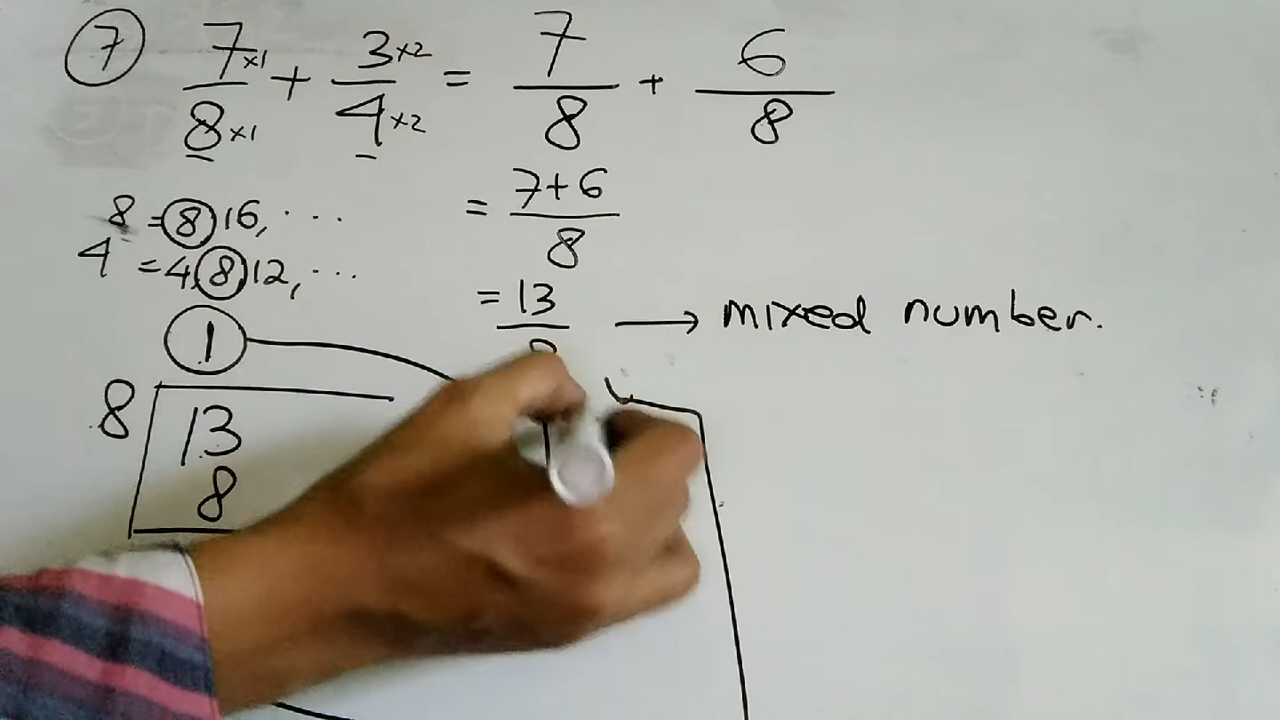 7 7×1/8×1 + 3×2/4×2 = 7/8 + 6/8
8 = 8 16, ...
= 7+6/8
4 = 4, 8, 12, ...
= 13/8 → mixed number.
1
8 13
8